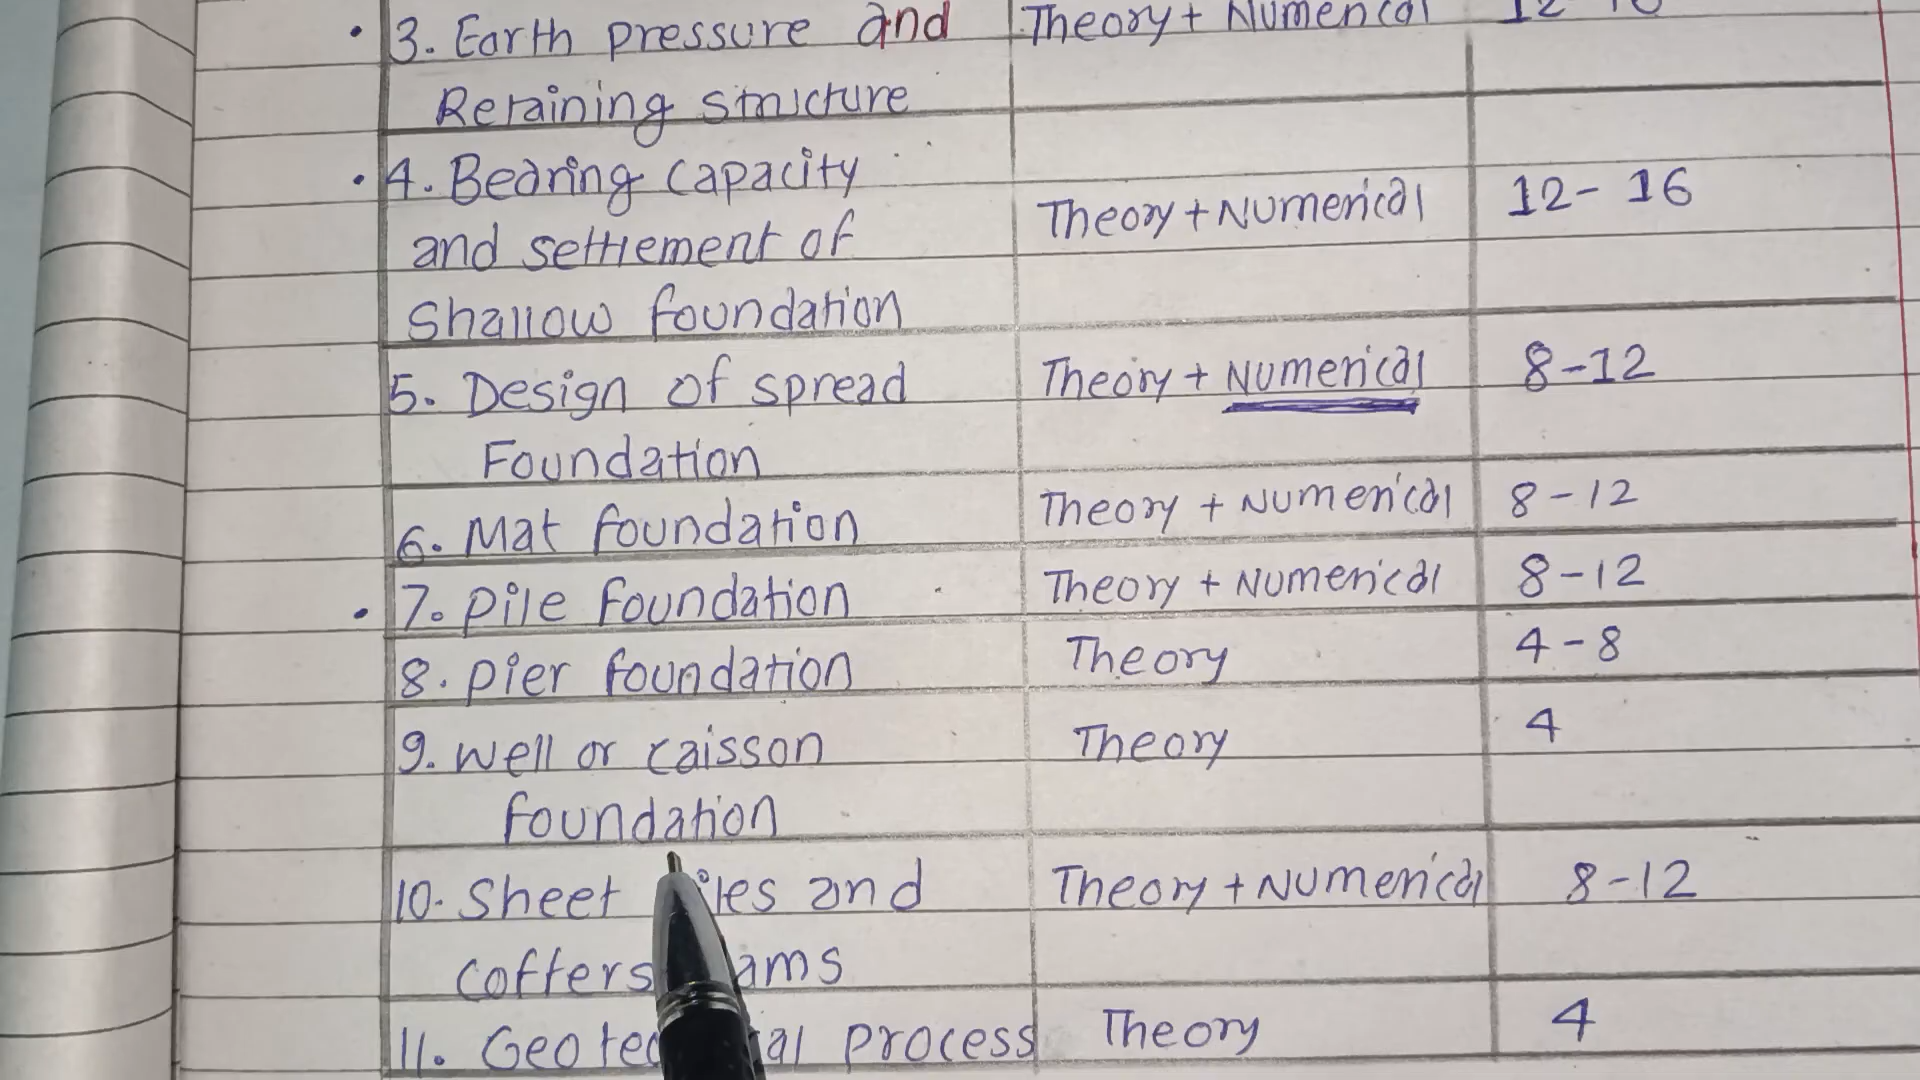 • 3. Earth pressure and Theory + Numerical
Retaining structure
• 4. Bearing capacity
and settlement of Theory + Numerical 12 - 16
Shallow foundation
5. Design of spread Theory + Numerical 8-12
Foundation
6. Mat foundation Theory + Numerical 8-12
• 7. Pile foundation Theory + Numerical 8-12
8. Pier foundation Theory 4-8
9. Well or caisson Theory 4
foundation
10. Sheet and Theory + Numerical 8-12
coffers
11. process Theory 4